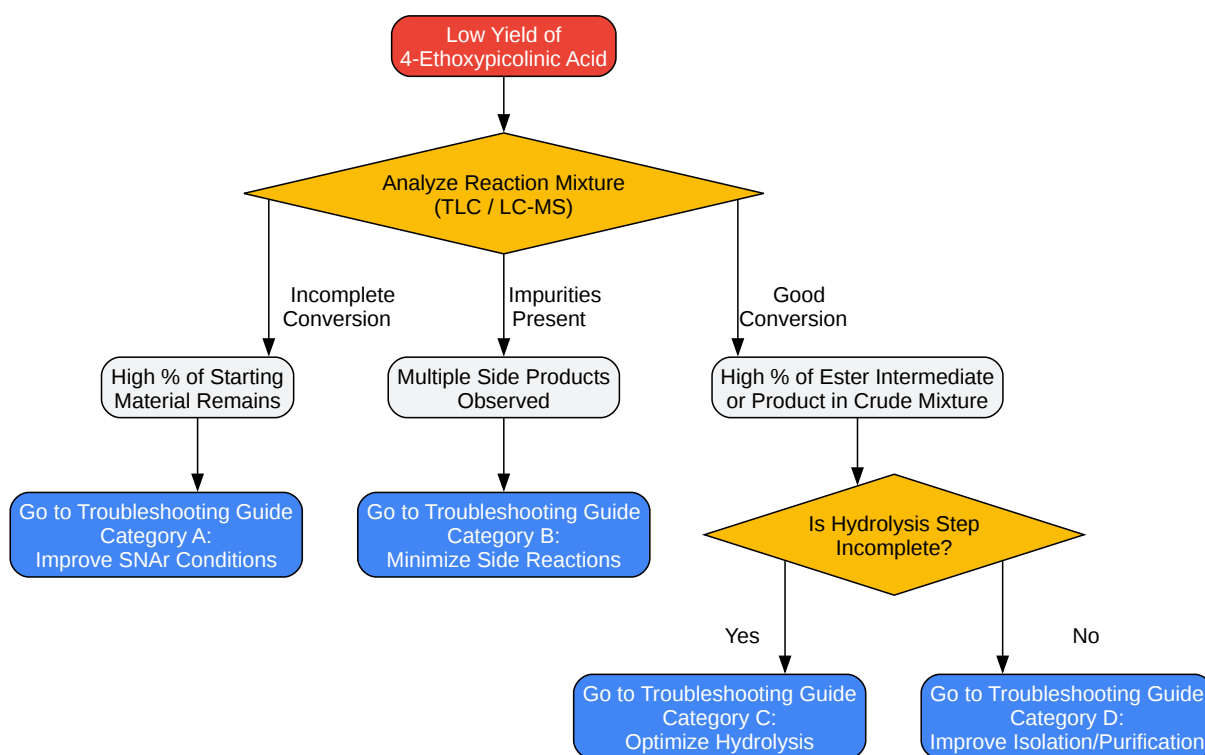 Low Yield of
4-Ethoxypicolinic Acid
Analyze Reaction Mixture
(TLC / LC-MS)
Incomplete
Conversion
Impurities
Present
Good
Conversion
High % of Starting
Material Remains
Multiple Side Products
Observed
High % of Ester Intermediate
or Product in Crude Mixture
Go to Troubleshooting Guide
Category A:
Improve SNAr Conditions
Go to Troubleshooting Guide
Category B:
Minimize Side Reactions
Is Hydrolysis Step
Incomplete?
Yes
No
Go to Troubleshooting Guide
Category C:
Optimize Hydrolysis
Go to Troubleshooting Guide
Category D:
Improve Isolation/Purification